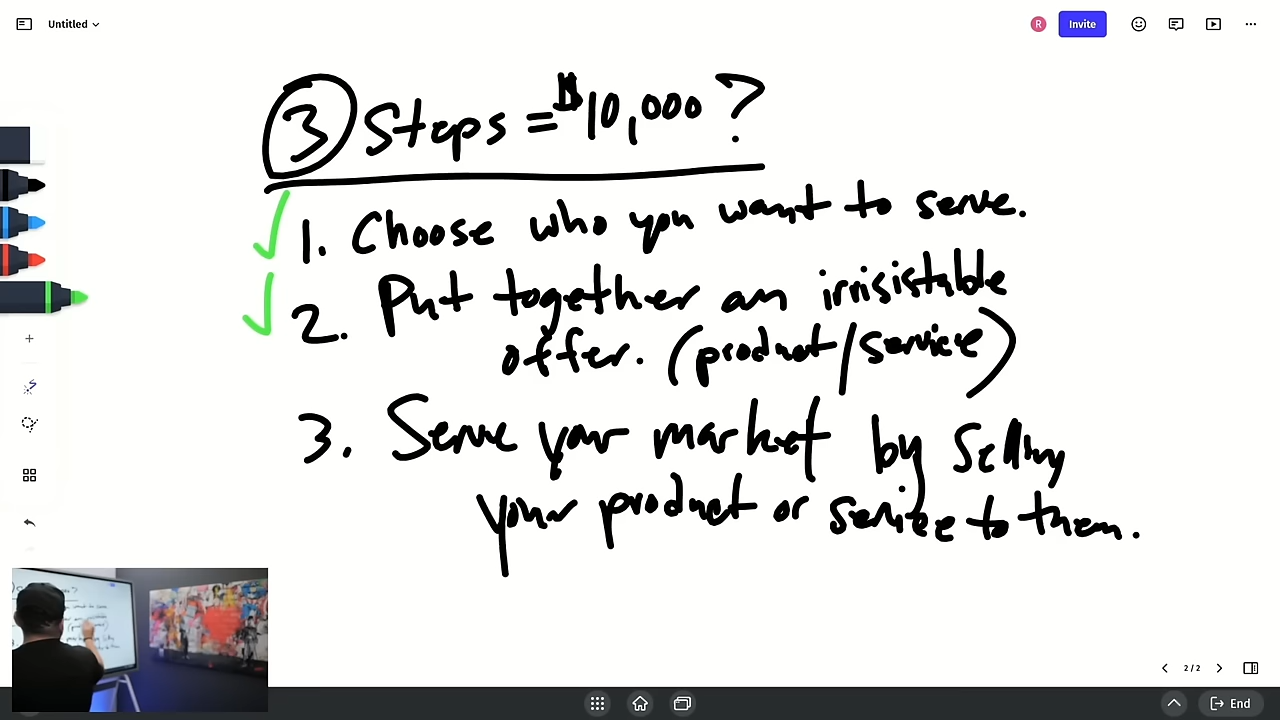 Untitled
R
Invite
3 Steps = $10,000?
1. Choose who you want to serve.
2. Put together an irrisistable
offer. (product/service)
3. Serve your market by selling
your product or service to them.
2/2
End